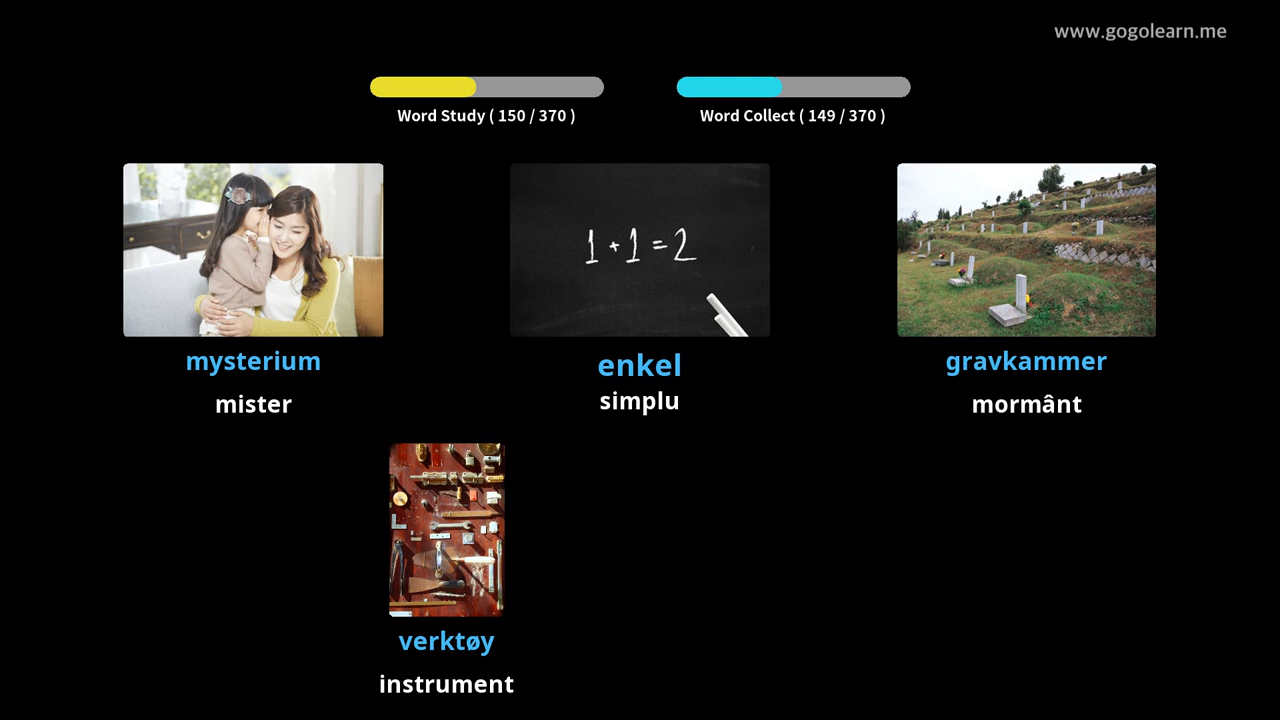 www.gogolearn.me
Word Study ( 150 / 370 )
Word Collect ( 149 / 370 )
1 + 1 = 2
mysterium
mister
enkel
simplu
gravkammer
mormânt
verktøy
instrument